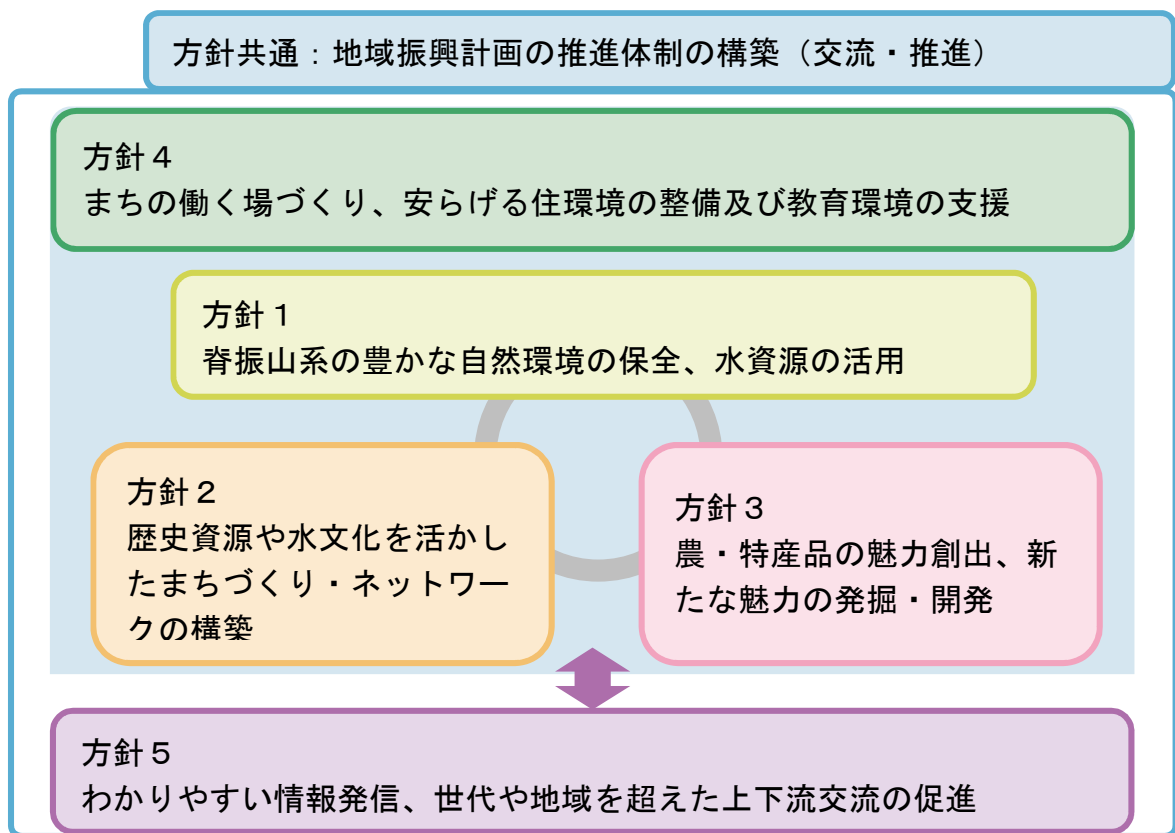 方針共通：地域振興計画の推進体制の構築（交流・推進）
方針４
まちの働く場づくり、安らげる住環境の整備及び教育環境の支援
方針１
脊振山系の豊かな自然環境の保全、水資源の活用
方針２
歴史資源や水文化を活かし
たまちづくり・ネットワー
クの構築
方針３
農・特産品の魅力創出、新
たな魅力の発掘・開発
方針５
わかりやすい情報発信、世代や地域を超えた上下流交流の促進